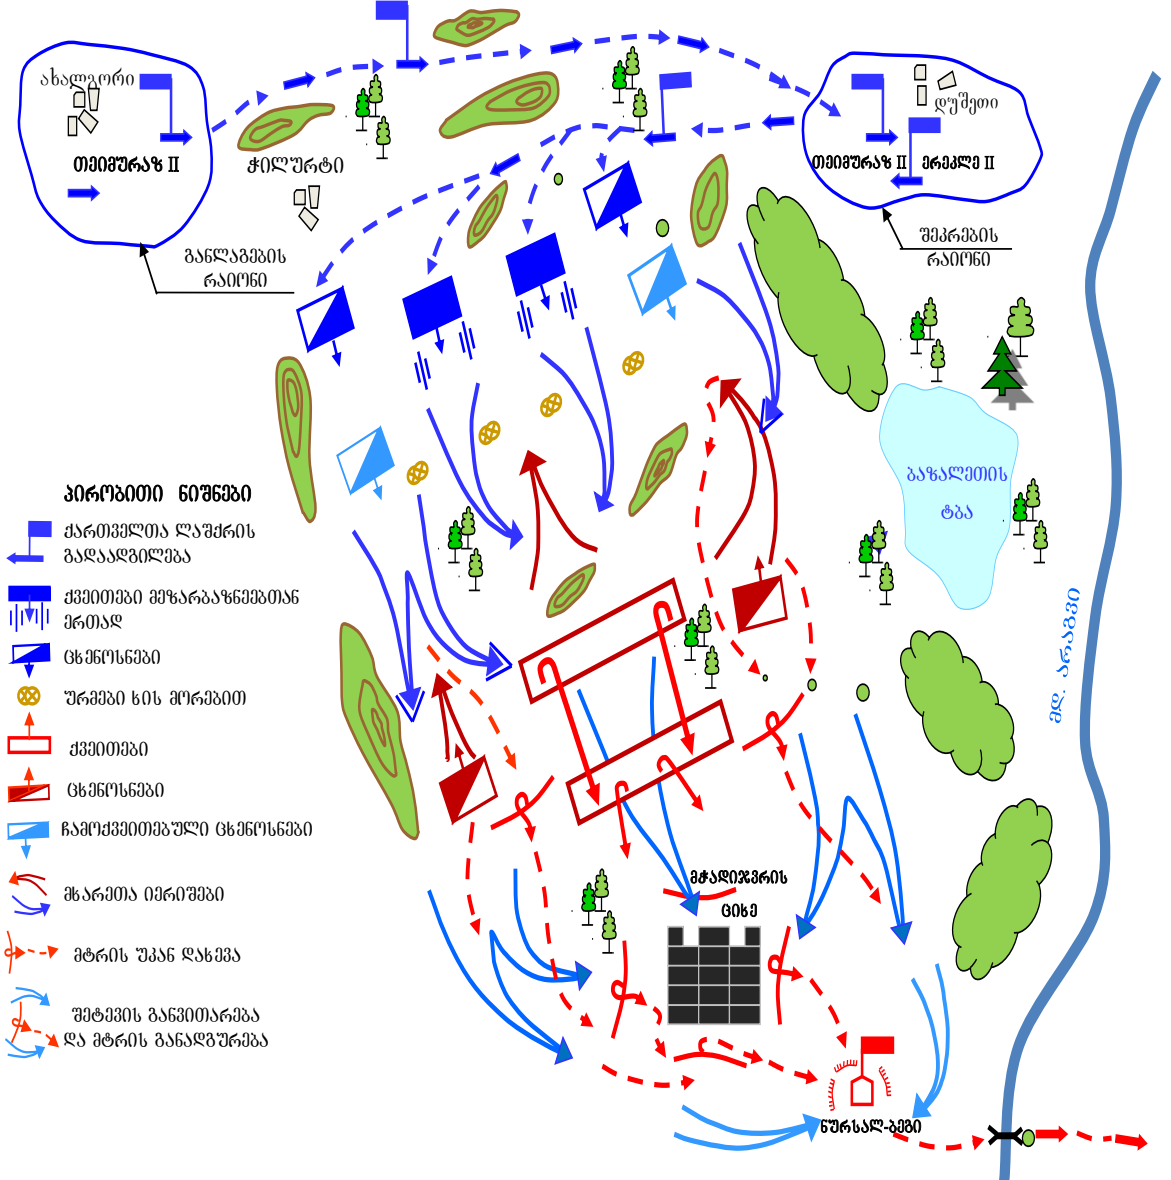 ახალგორი
თეიმურაზ II
ჭილურტი
განლაგების
რაიონი
დუშეთი
თეიმურაზ II ერეკლე II
შეკრების
რაიონი
ბაზალეთის
ტბა
მდ. არაგვი
პირობითი ნიშნები
ქართველთა ლაშქრის
გადაადგილება
ქვეითები მეზარბაზნეებთან
ერთად
ცხენოსნები
ურმები ხის მორებით
ქვეითები
ცხენოსნები
ჩამოქვეითებული ცხენოსნები
მხარეთა იერიშები
მტრის უკან დახევა
შეტევის განვითარება
და მტრის განადგურება
მჭადიჯვრის
ციხე
ნურსალ-ბეგი